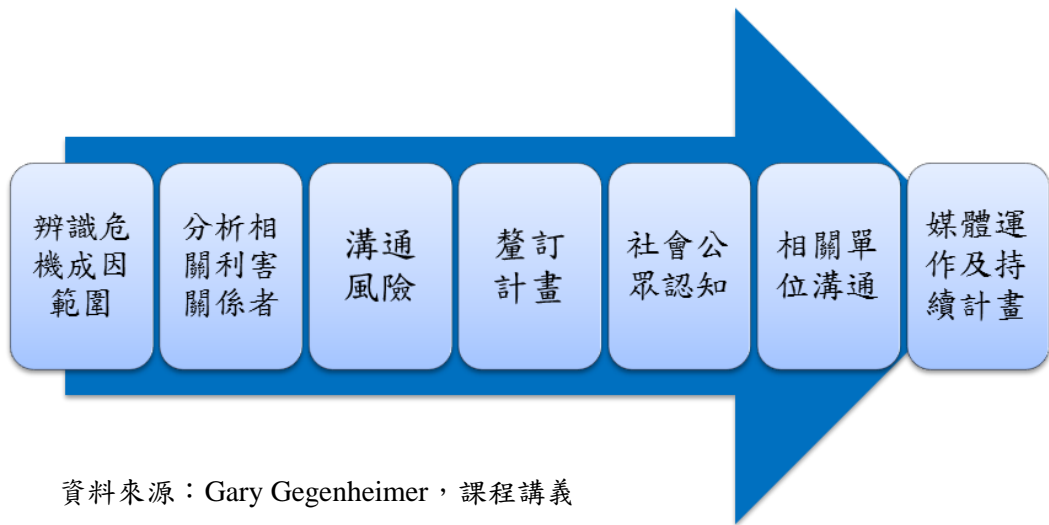 辨識危
機成因
範圍
分析相
關利害
關係者
溝通
風險
釐訂
計畫
社會公
眾認知
相關單
位溝通
媒體運
作及持
續計畫
資料來源：Gary Gegenheimer，課程講義